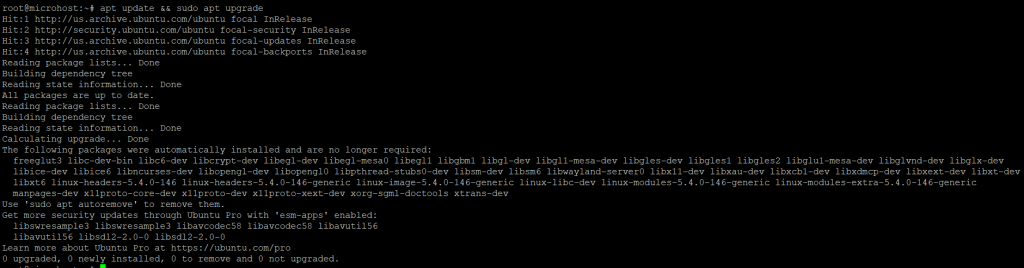 root@microhost:~# apt update && sudo apt upgrade
Hit:1 http://us.archive.ubuntu.com/ubuntu focal InRelease
Hit:2 http://security.ubuntu.com/ubuntu focal-security InRelease
Hit:3 http://us.archive.ubuntu.com/ubuntu focal-updates InRelease
Hit:4 http://us.archive.ubuntu.com/ubuntu focal-backports InRelease
Reading package lists... Done
Building dependency tree
Reading state information... Done
All packages are up to date.
Reading package lists... Done
Building dependency tree
Reading state information... Done
Calculating upgrade... Done
The following packages were automatically installed and are no longer required:
freeglut3 libc-dev-bin libc6-dev libcrypt-dev libegl-dev libegl-mesa0 libegl1 libgbm1 libgl-dev libgl1-mesa-dev libgles-dev libgles1 libgles2 libglu1-mesa-dev libglvnd-dev libglx-dev
libice-dev libice6 libncurses-dev libopengl-dev libopengl0 libpthread-stubs0-dev libsm-dev libsm6 libwayland-server0 libx11-dev libxau-dev libxcb1-dev libxdmcp-dev libxext-dev libxt-dev
libxt6 linux-headers-5.4.0-146 linux-headers-5.4.0-146-generic linux-image-5.4.0-146-generic linux-libc-dev linux-modules-5.4.0-146-generic linux-modules-extra-5.4.0-146-generic
manpages-dev x11proto-core-dev x11proto-dev x11proto-xext-dev xorg-sgml-doctools xtrans-dev
Use 'sudo apt autoremove' to remove them.
Get more security updates through Ubuntu Pro with 'esm-apps' enabled:
libswresample3 libswresample3 libavcodec58 libavcodec58 libavutil56
libavutil56 libsdl2-2.0-0 libsdl2-2.0-0
Learn more about Ubuntu Pro at https://ubuntu.com/pro
0 upgraded, 0 newly installed, 0 to remove and 0 not upgraded.